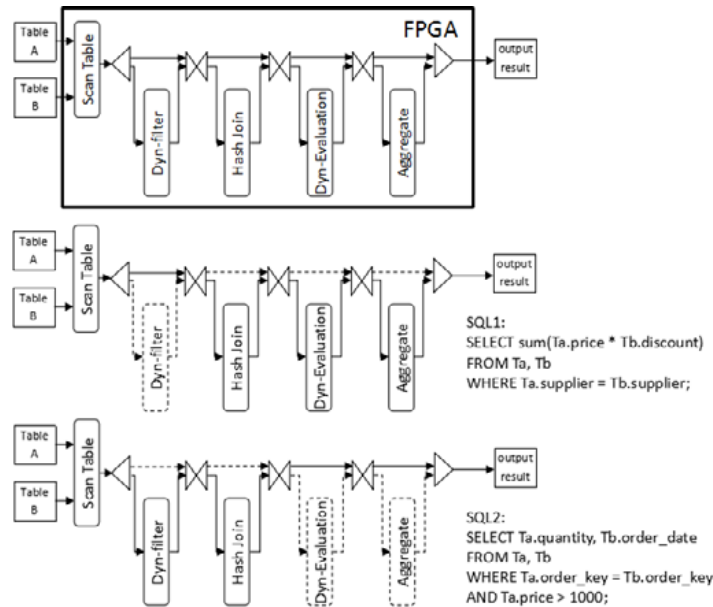 FPGA
Table
A
Table
B
Scan Table
Dyn-filter
Hash Join
Dyn-Evaluation
Aggregate
output
result
Table
A
Table
B
Scan Table
Dyn-filter
Hash Join
Dyn-Evaluation
Aggregate
output
result
SQL1:
SELECT sum(Ta.price * Tb.discount)
FROM Ta, Tb
WHERE Ta.supplier = Tb.supplier;
Table
A
Table
B
Scan Table
Dyn-filter
Hash Join
Dyn-Evaluation
Aggregate
output
result
SQL2:
SELECT Ta.quantity, Tb.order_date
FROM Ta, Tb
WHERE Ta.order_key = Tb.order_key
AND Ta.price > 1000;